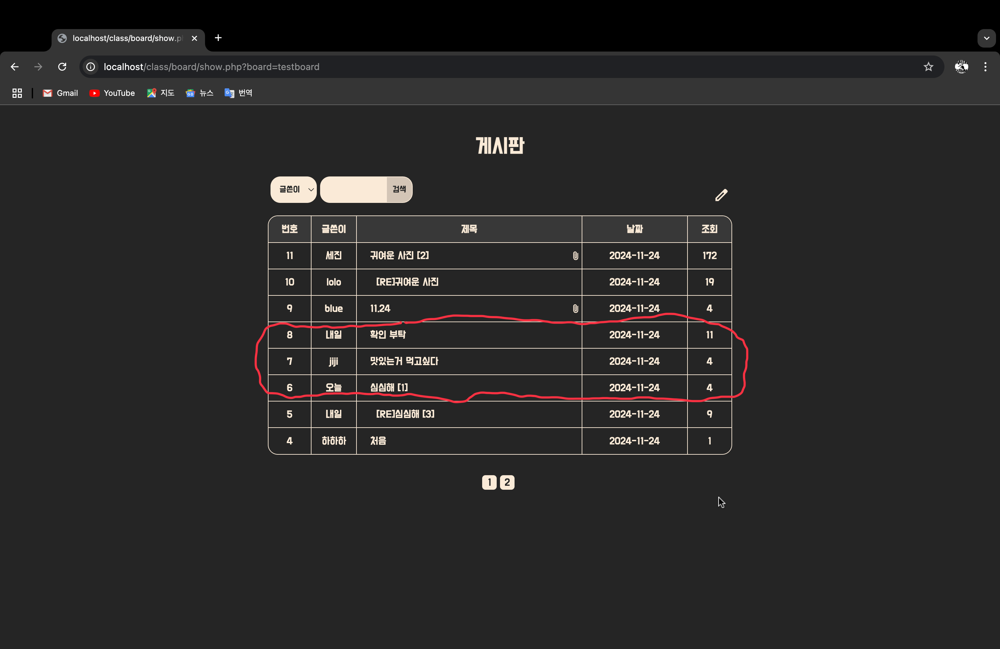 localhost/class/board/show.p
localhost/class/board/show.php?board=testboard
Gmail YouTube 지도 뉴스 번역
게시판
글쓴이 검색
번호 글쓴이 제목 날짜 조회
11 세진 귀여운 사진 [2] 2024-11-24 172
10 lolo [RE]귀여운 사진 2024-11-24 19
9 blue 11.24 2024-11-24 4
8 내일 확인 부탁 2024-11-24 11
7 jiji 맛있는거 먹고싶다 2024-11-24 4
6 오늘 심심해 [1] 2024-11-24 4
5 내일 [RE]심심해 [3] 2024-11-24 9
4 하하하 처음 2024-11-24 1
1 2